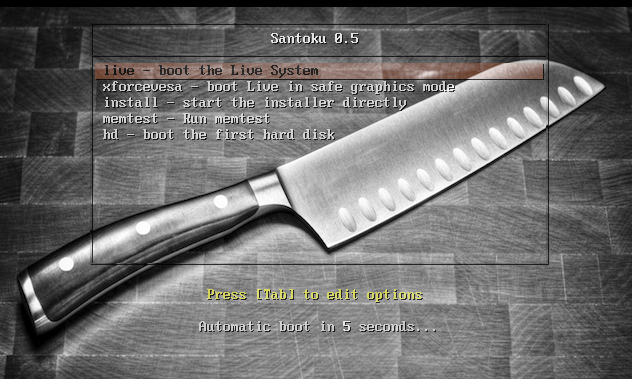 Santoku 0.5
live - boot the Live System
xforcevesa - boot Live in safe graphics mode
install - start the installer directly
memtest - Run memtest
hd - boot the first hard disk
Press [Tab] to edit options
Automatic boot in 5 seconds...